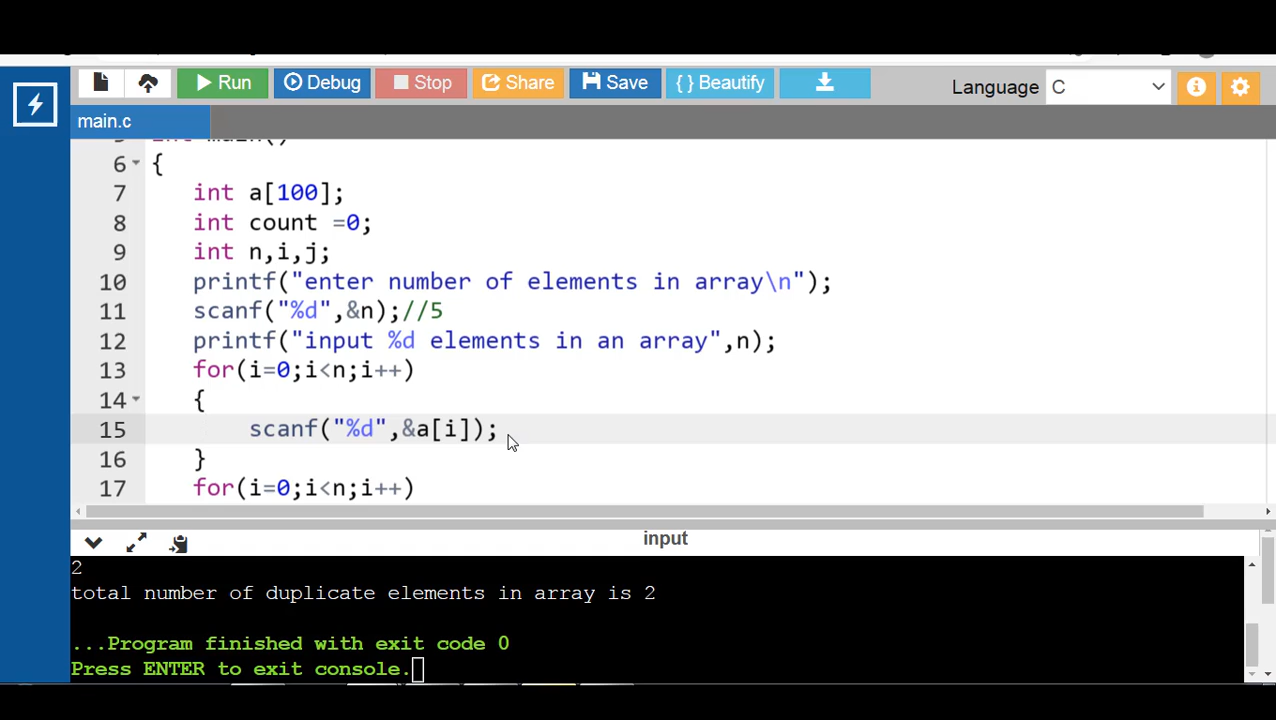 Run Debug Stop Share Save { } Beautify Language C
main.c
6 {
7 int a[100];
8 int count =0;
9 int n,i,j;
10 printf("enter number of elements in array\n");
11 scanf("%d",&n);//5
12 printf("input %d elements in an array",n);
13 for(i=0;i<n;i++)
14 {
15 scanf("%d",&a[i]);
16 }
17 for(i=0;i<n;i++)
input
2
total number of duplicate elements in array is 2
...Program finished with exit code 0
Press ENTER to exit console.